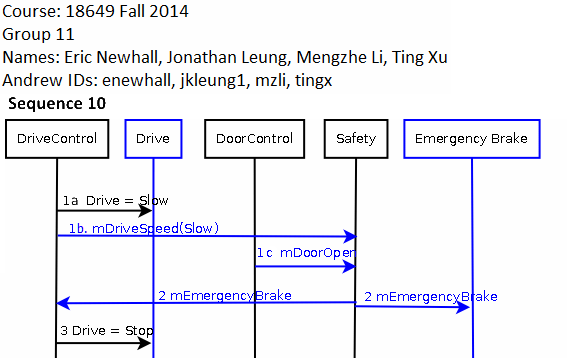 Course: 18649 Fall 2014
Group 11
Names: Eric Newhall, Jonathan Leung, Mengzhe Li, Ting Xu
Andrew IDs: enewhall, jkleung1, mzli, tingx
Sequence 10
DriveControl Drive DoorControl Safety Emergency Brake
1a Drive = Slow
1b. mDriveSpeed(Slow)
1c mDoorOpen
2 mEmergencyBrake 2 mEmergencyBrake
3 Drive = Stop